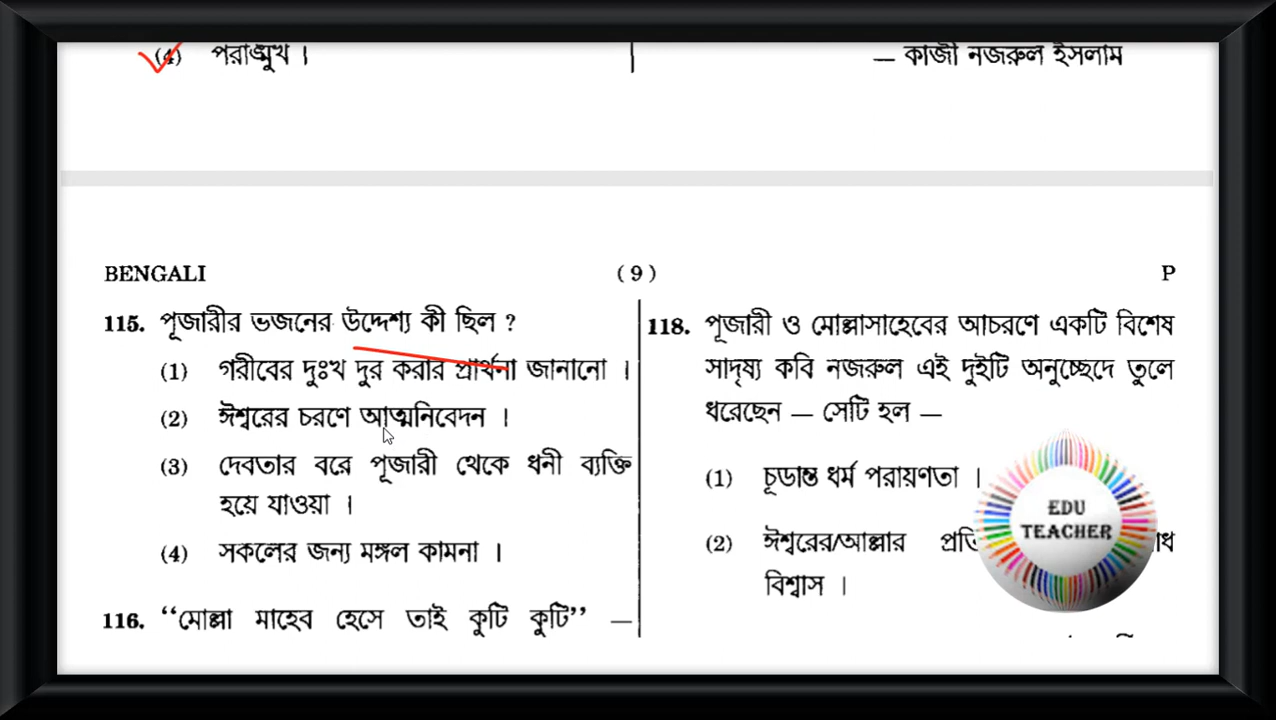 (4) পরাঙ্মুখ ।
— কাজী নজরুল ইসলাম
BENGALI
(9)
P
115. পূজারীর ভজনের উদ্দেশ্য কী ছিল ?
(1) গরীবের দুঃখ দুর করার প্রার্থনা জানানো ।
(2) ঈশ্বরের চরণে আত্মনিবেদন ।
(3) দেবতার বরে পূজারী থেকে ধনী ব্যক্তি
হয়ে যাওয়া ।
(4) সকলের জন্য মঙ্গল কামনা ।
116. “মোল্লা মাহেব হেসে তাই কুটি কুটি” —
118. পূজারী ও মোল্লাসাহেবের আচরণে একটি বিশেষ
সাদৃষ্য কবি নজরুল এই দুইটি অনুচ্ছেদে তুলে
ধরেছেন — সেটি হল —
(1) চূড়ান্ত ধর্ম পরায়ণতা ।
(2) ঈশ্বরের/আল্লার
বিশ্বাস ।
EDU
TEACHER